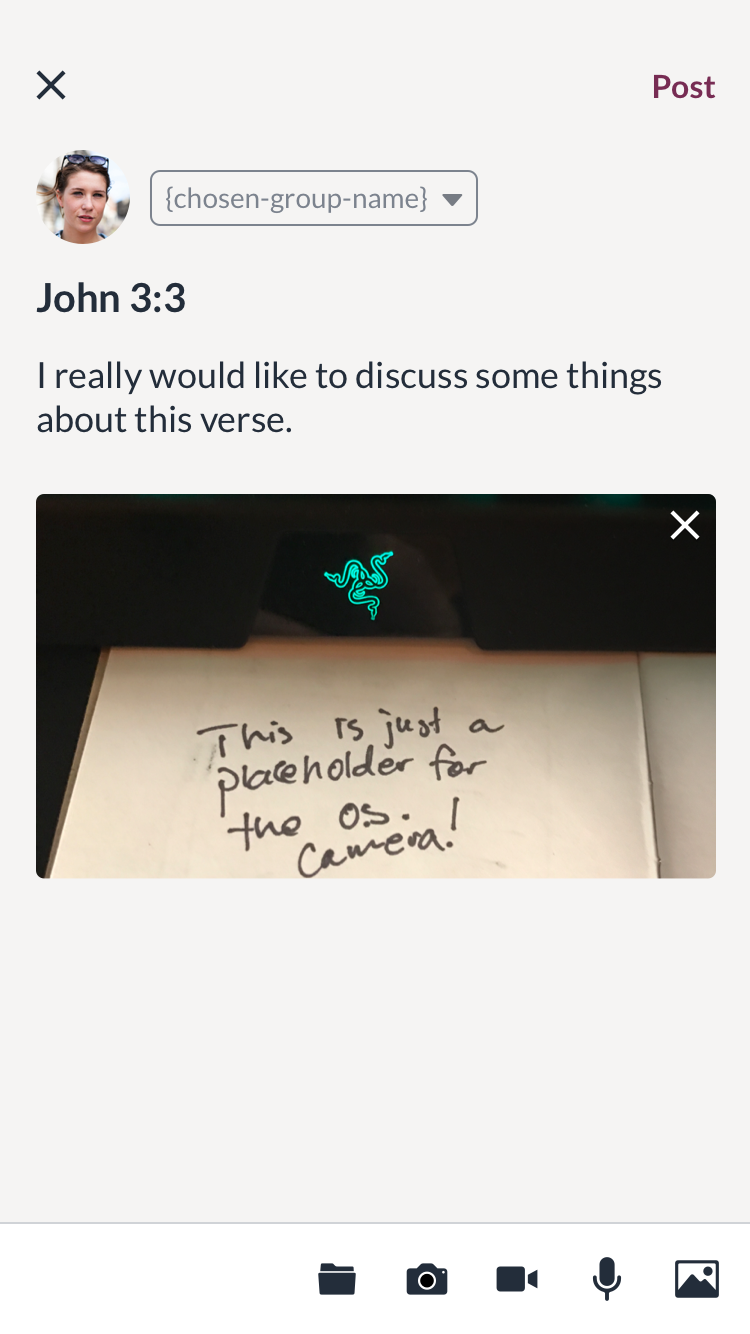 Post
{chosen-group-name}
John 3:3
I really would like to discuss some things
about this verse.
This is just a
placeholder for
the os.
camera!